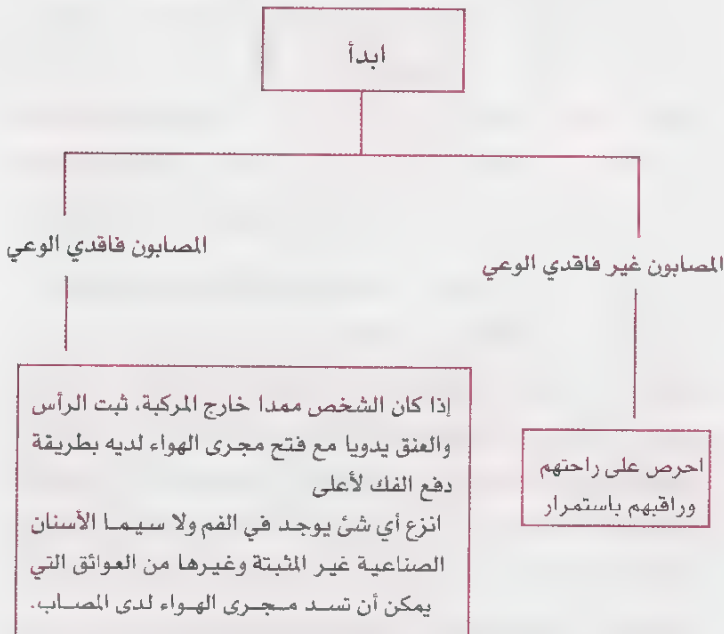 ابدأ
المصابون غير فاقدي الوعي
المصابون فاقدي الوعي
احرص على راحتهم
وراقبهم باستمرار
إذا كان الشخص ممدا خارج المركبة، ثبت الرأس
والعنق يدويا مع فتح مجرى الهواء لديه بطريقة
دفع الفك لأعلى
انزع أي شئ يوجد في الفم ولا سيما الأسنان
الصناعية غير المثبتة وغيرها من العوائق التي
يمكن أن تسد مجرى الهواء لدى المصاب.